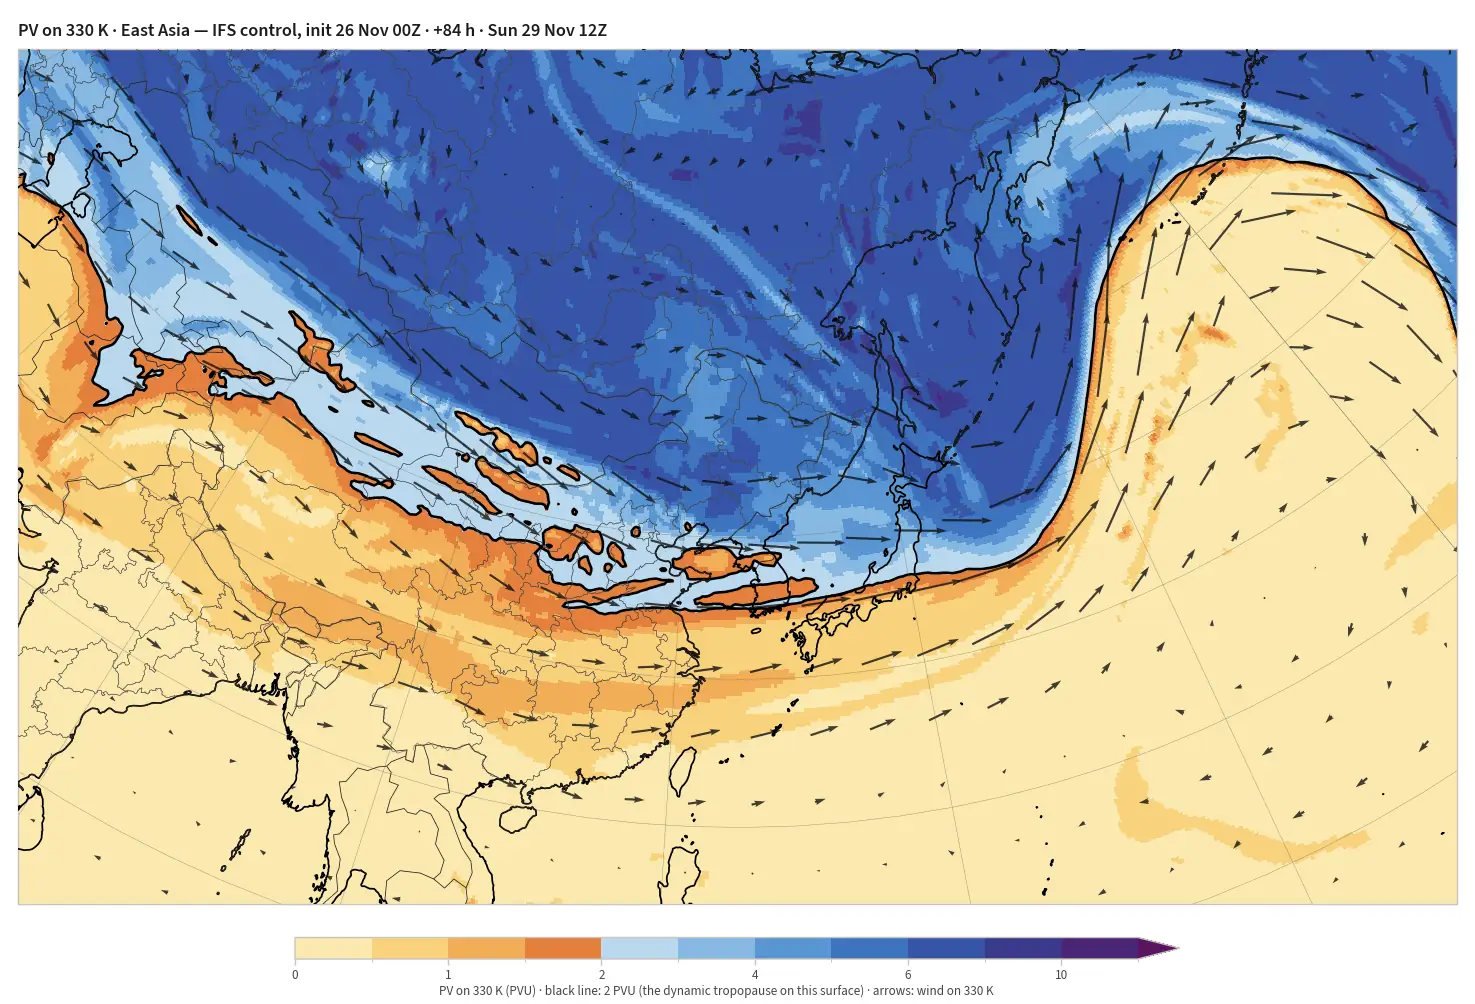 PV on 330 K · East Asia — IFS control, init 26 Nov 00Z · +84 h · Sun 29 Nov 12Z
0 1 2 4 6 10
PV on 330 K (PVU) · black line: 2 PVU (the dynamic tropopause on this surface) · arrows: wind on 330 K